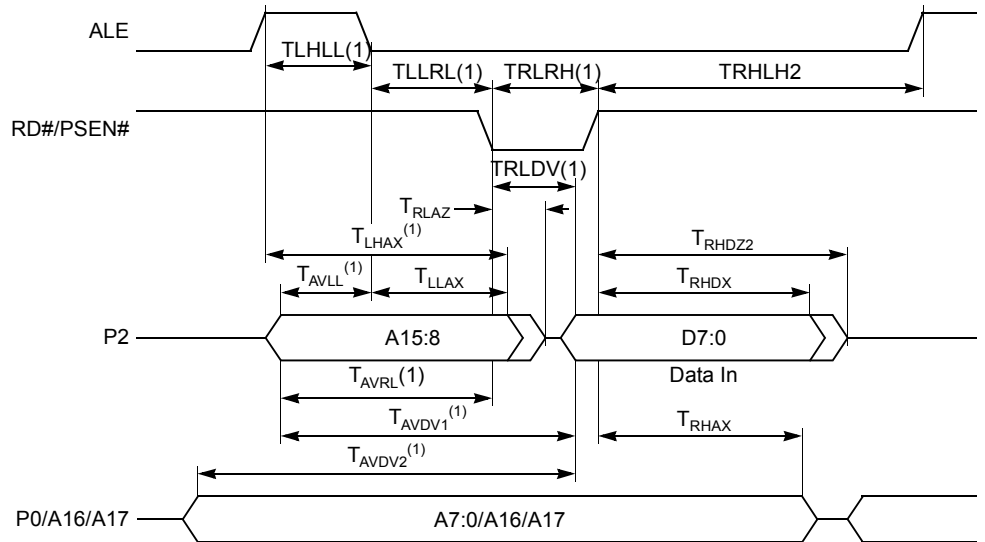 ALE
TLHLL(1)
TLLRL(1) TRLRH(1) TRHLH2
RD#/PSEN#
TRLDV(1)
TRLAZ
TLHAX(1) TRHDZ2
TAVLL(1) TLLAX TRHDX
P2 A15:8 D7:0
TAVRL(1) Data In
TAVDV1(1) TRHAX
TAVDV2(1)
P0/A16/A17 A7:0/A16/A17